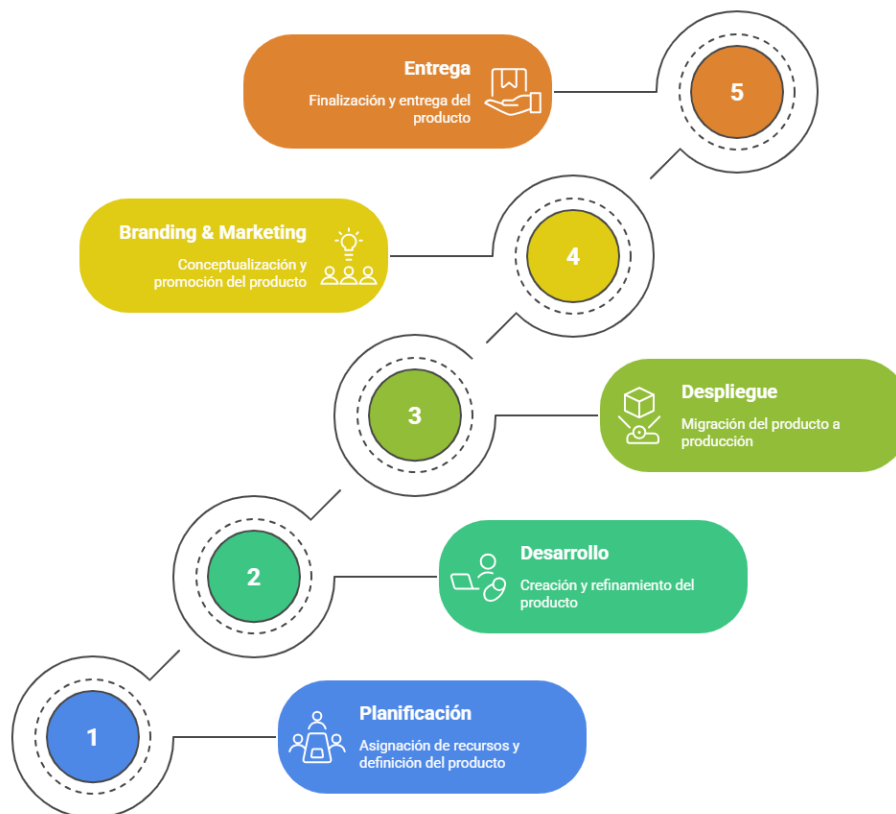 Entrega
Finalización y entrega del
producto
5
Branding & Marketing
Conceptualización y
promoción del producto
4
3
Despliegue
Migración del producto a
producción
2
Desarrollo
Creación y refinamiento del
producto
1
Planificación
Asignación de recursos y
definición del producto